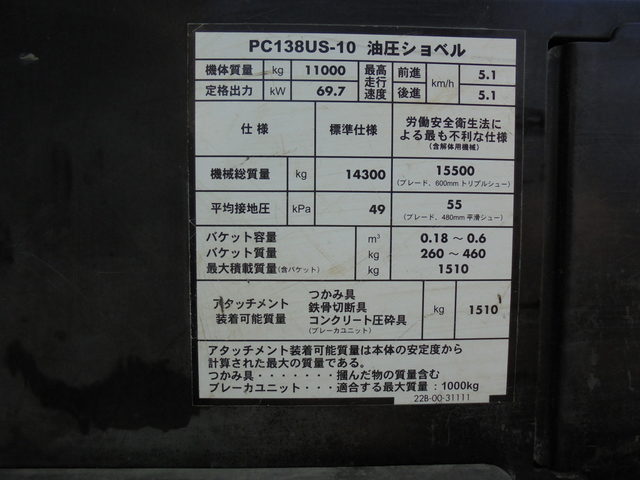 PC138US-10 油圧ショベル
機体質量 kg 11000 最高走行速度 前進 km/h 5.1
定格出力 kW 69.7 後進 5.1
仕様 標準仕様 労働安全衛生法による最も不利な仕様 (含解体用機械)
機械総質量 kg 14300 15500
(ブレード、600mmトリプルシュー)
平均接地圧 kPa 49 55
(ブレード、480mm平滑シュー)
バケット容量 m³ 0.18 ～ 0.6
バケット質量 kg 260 ～ 460
最大積載質量(含バケット) kg 1510
アタッチメント装着可能質量 つかみ具 kg 1510
鉄骨切断具
コンクリート圧砕具
(ブレーカユニット)
アタッチメント装着可能質量は本体の安定度から
計算された最大の質量である。
つかみ具・・・・・・・掴んだ物の質量含む
ブレーカユニット・・・適合する最大質量：1000kg
22B-00-31111